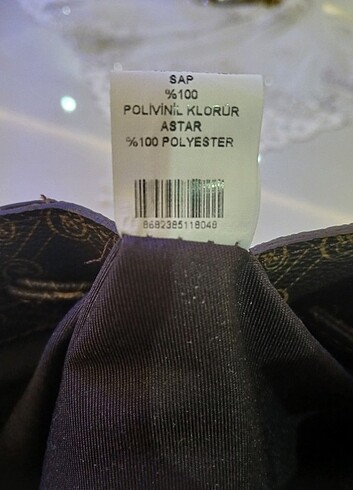 SAP
%100
POLİVİNİL KLORÜR
ASTAR
%100 POLYESTER
8682385118048